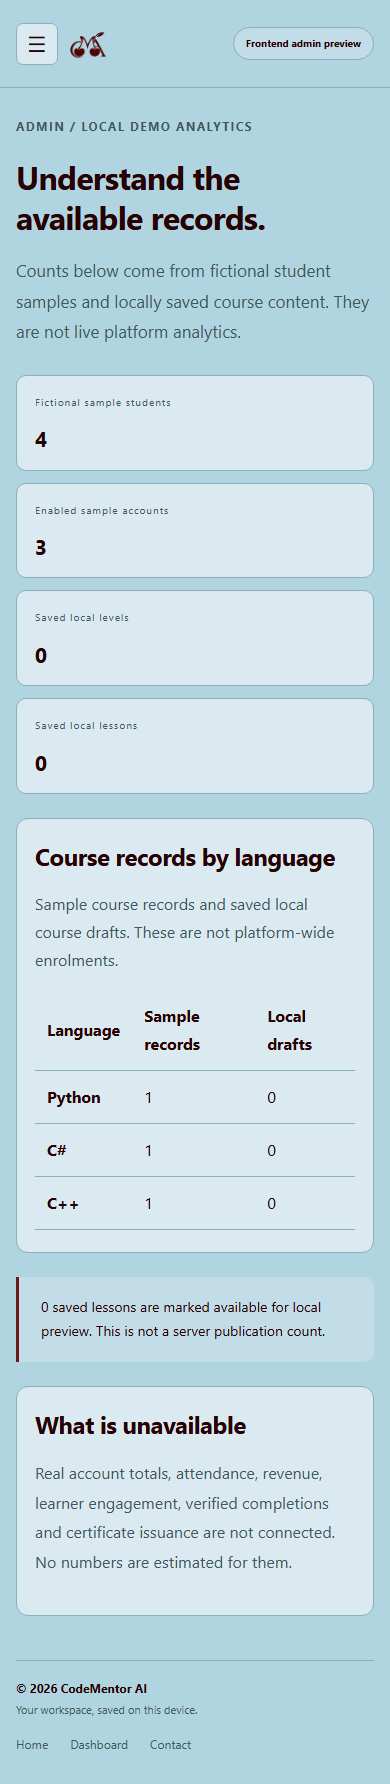 Frontend admin preview
ADMIN / LOCAL DEMO ANALYTICS
Understand the
available records.
Counts below come from fictional student
samples and locally saved course content. They
are not live platform analytics.
Fictional sample students
4
Enabled sample accounts
3
Saved local levels
0
Saved local lessons
0
Course records by language
Sample course records and saved local
course drafts. These are not platform-wide
enrolments.
Language Sample records Local drafts
Python 1 0
C# 1 0
C++ 1 0
0 saved lessons are marked available for local
preview. This is not a server publication count.
What is unavailable
Real account totals, attendance, revenue,
learner engagement, verified completions
and certificate issuance are not connected.
No numbers are estimated for them.
© 2026 CodeMentor AI
Your workspace, saved on this device.
Home Dashboard Contact